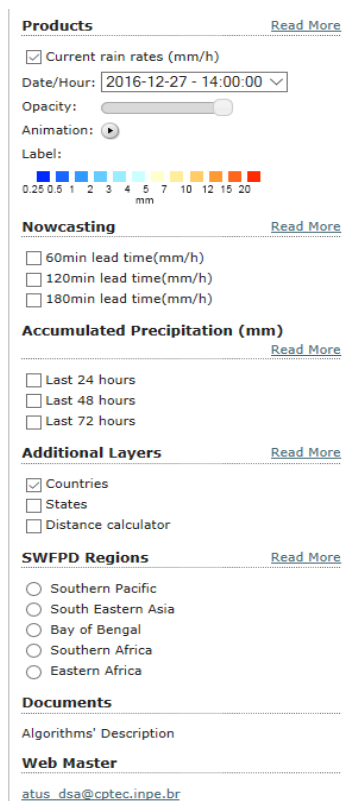 Products Read More
Current rain rates (mm/h)
Date/Hour: 2016-12-27 - 14:00:00
Opacity:
Animation:
Label:
0.25 0.5 1 2 3 4 5 7 10 12 15 20
mm
Nowcasting Read More
60min lead time(mm/h)
120min lead time(mm/h)
180min lead time(mm/h)
Accumulated Precipitation (mm)
Read More
Last 24 hours
Last 48 hours
Last 72 hours
Additional Layers Read More
Countries
States
Distance calculator
SWFPD Regions Read More
Southern Pacific
South Eastern Asia
Bay of Bengal
Southern Africa
Eastern Africa
Documents
Algorithms' Description
Web Master
atus_dsa@cptec.inpe.br